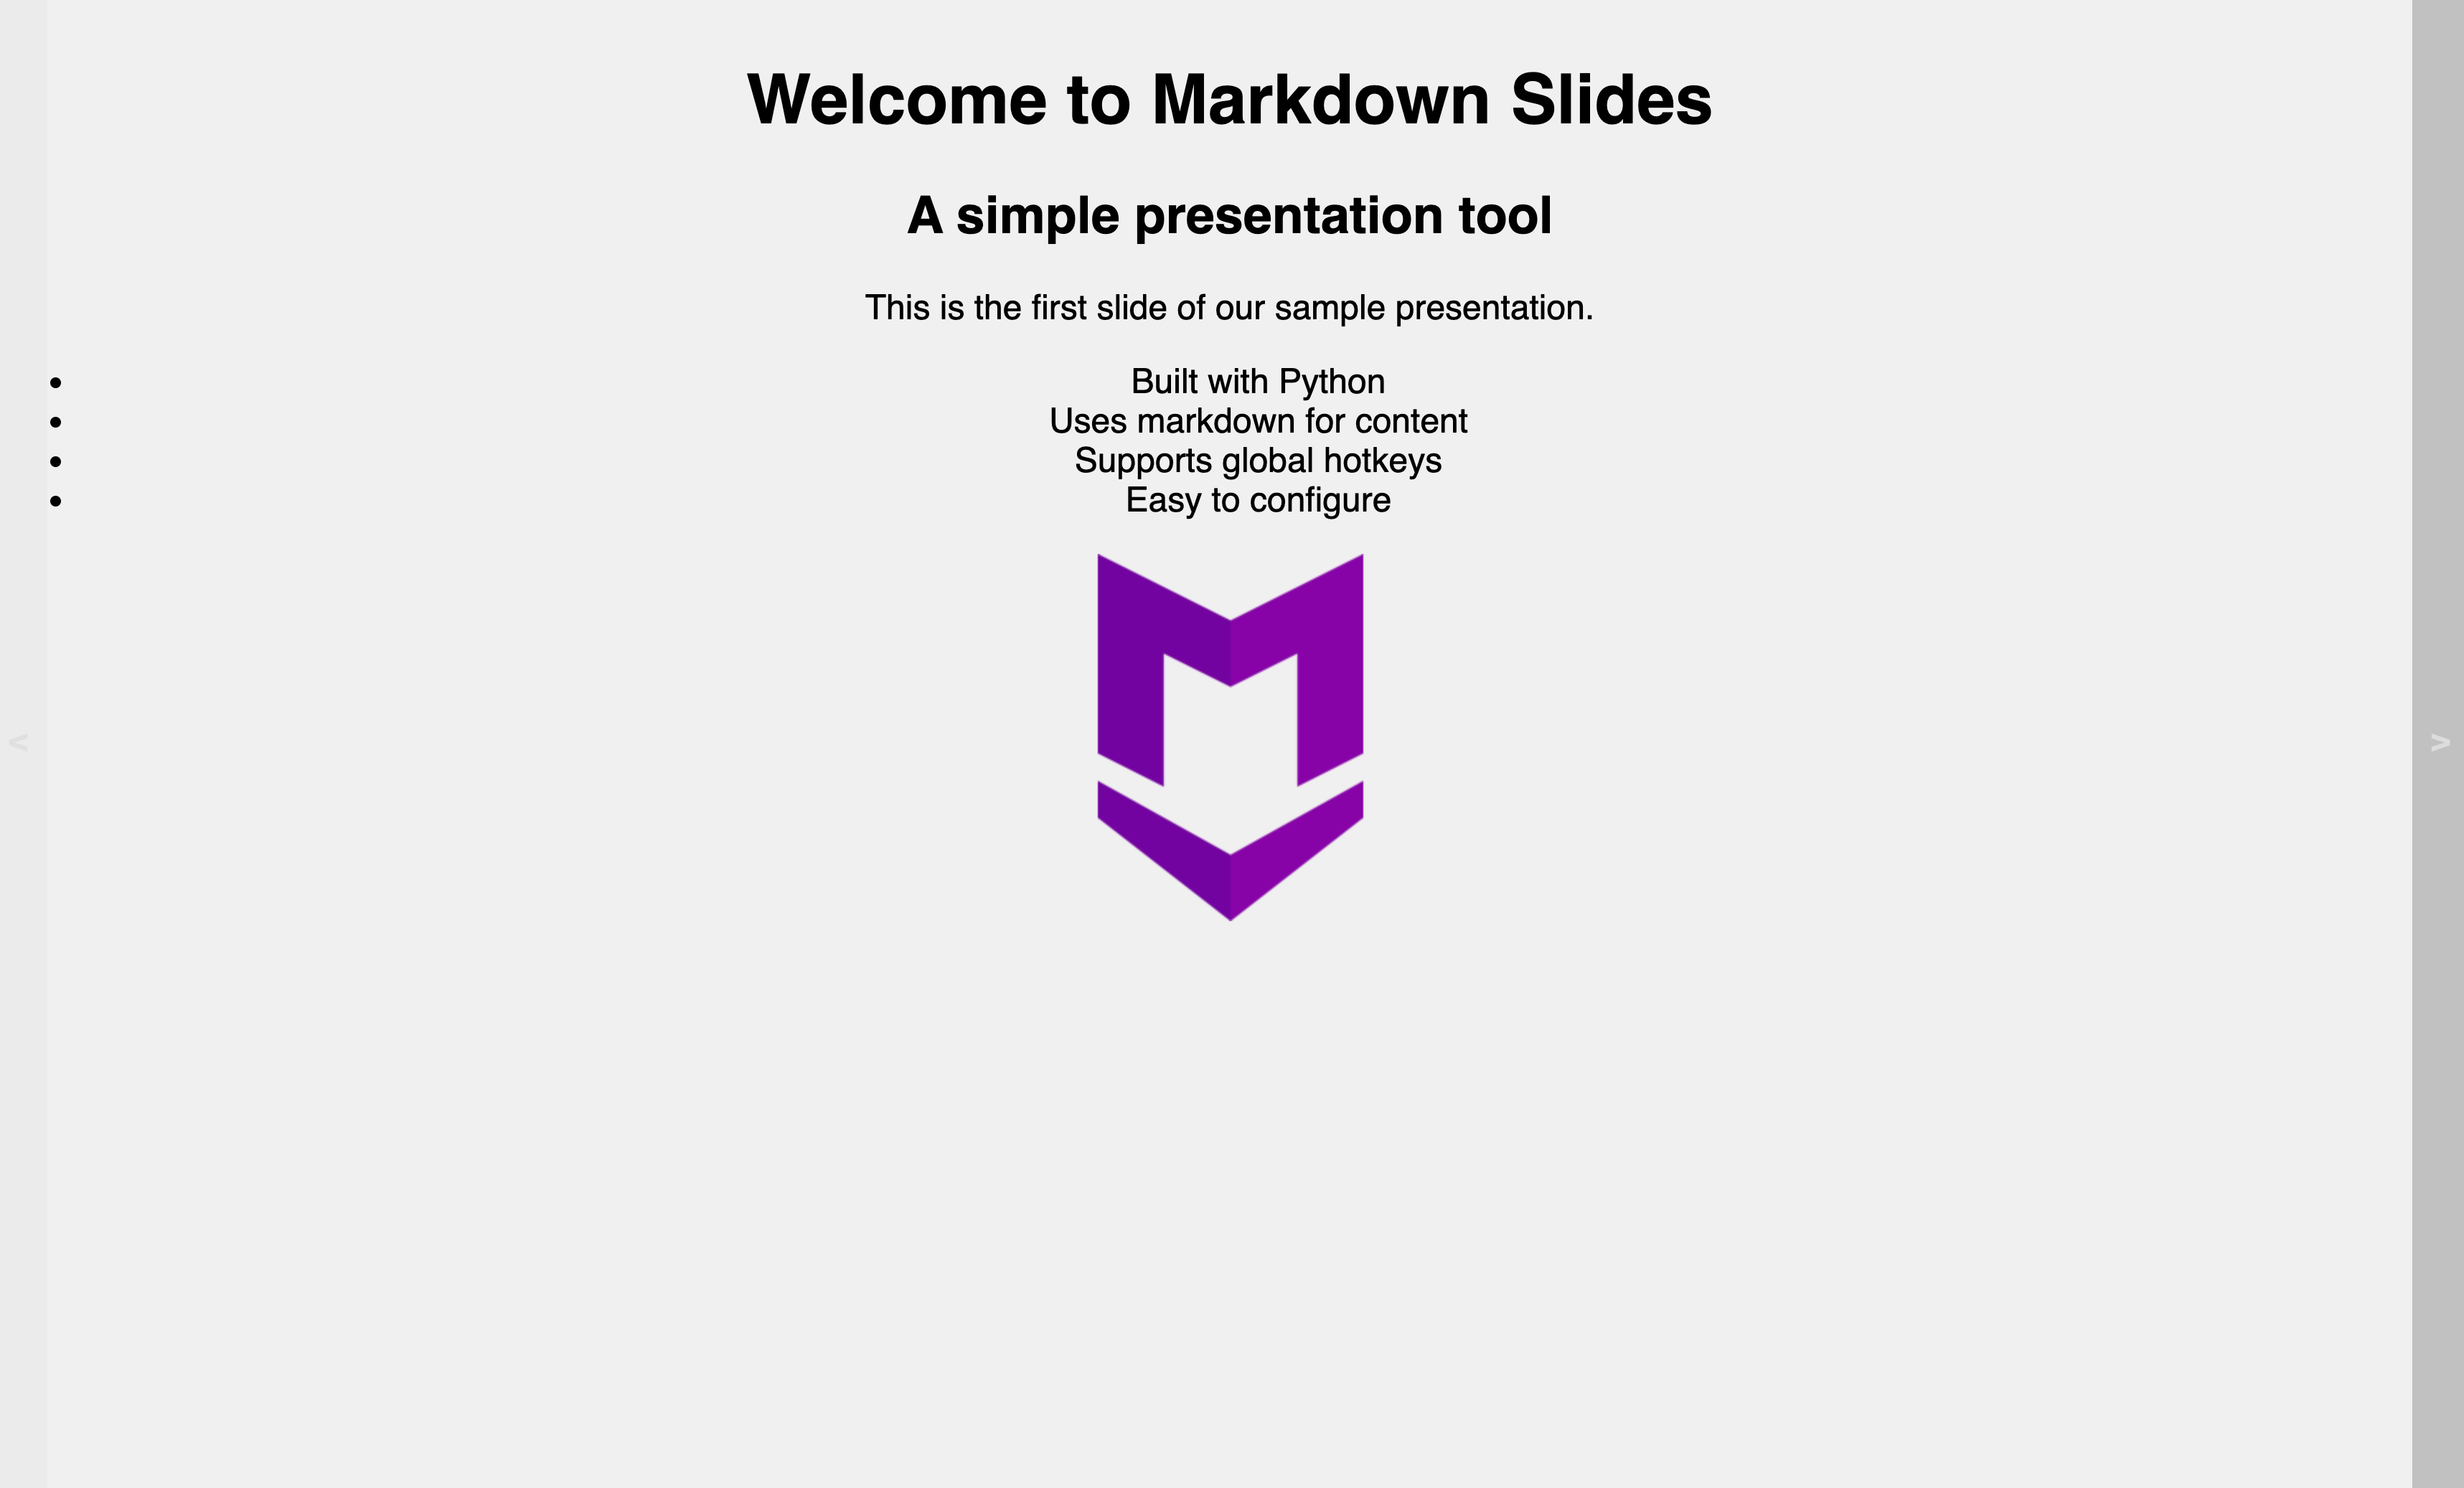 Welcome to Markdown Slides
A simple presentation tool
This is the first slide of our sample presentation.
• Built with Python
• Uses markdown for content
• Supports global hotkeys
• Easy to configure
< >